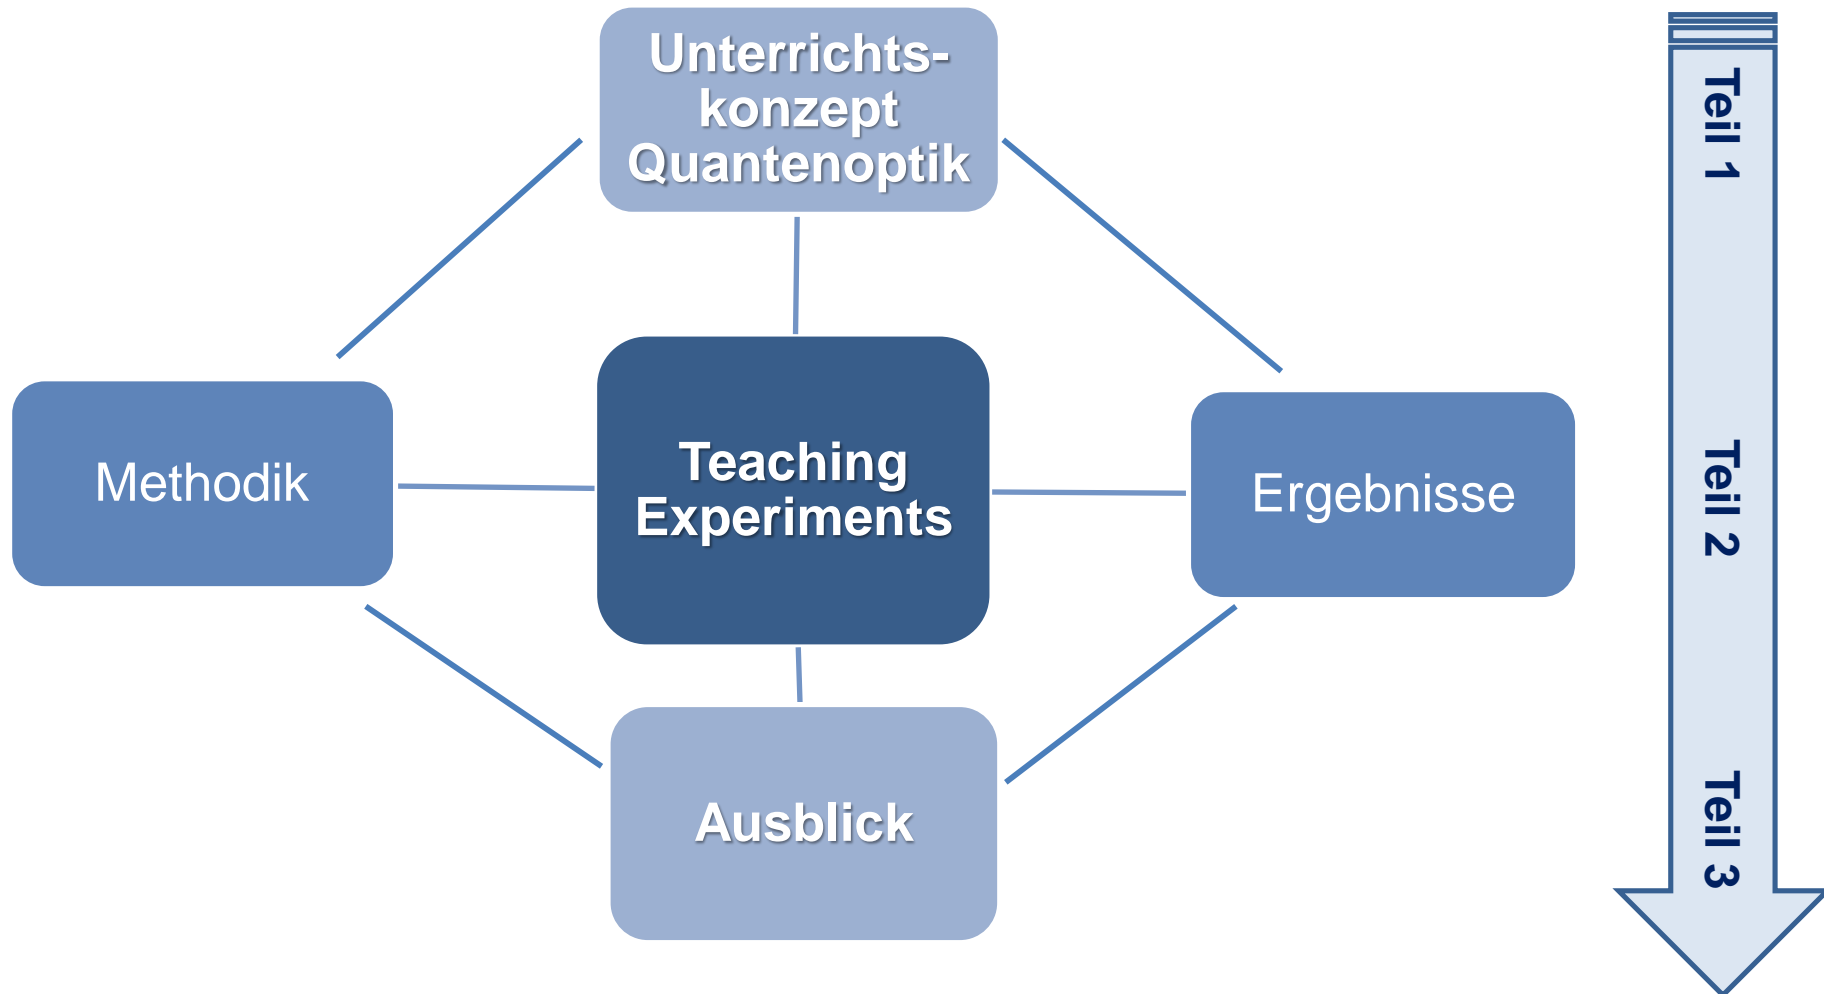 Unterrichts-
konzept
Quantenoptik
Teil 1
Methodik
Teaching
Experiments
Ergebnisse
Teil 2
Ausblick
Teil 3